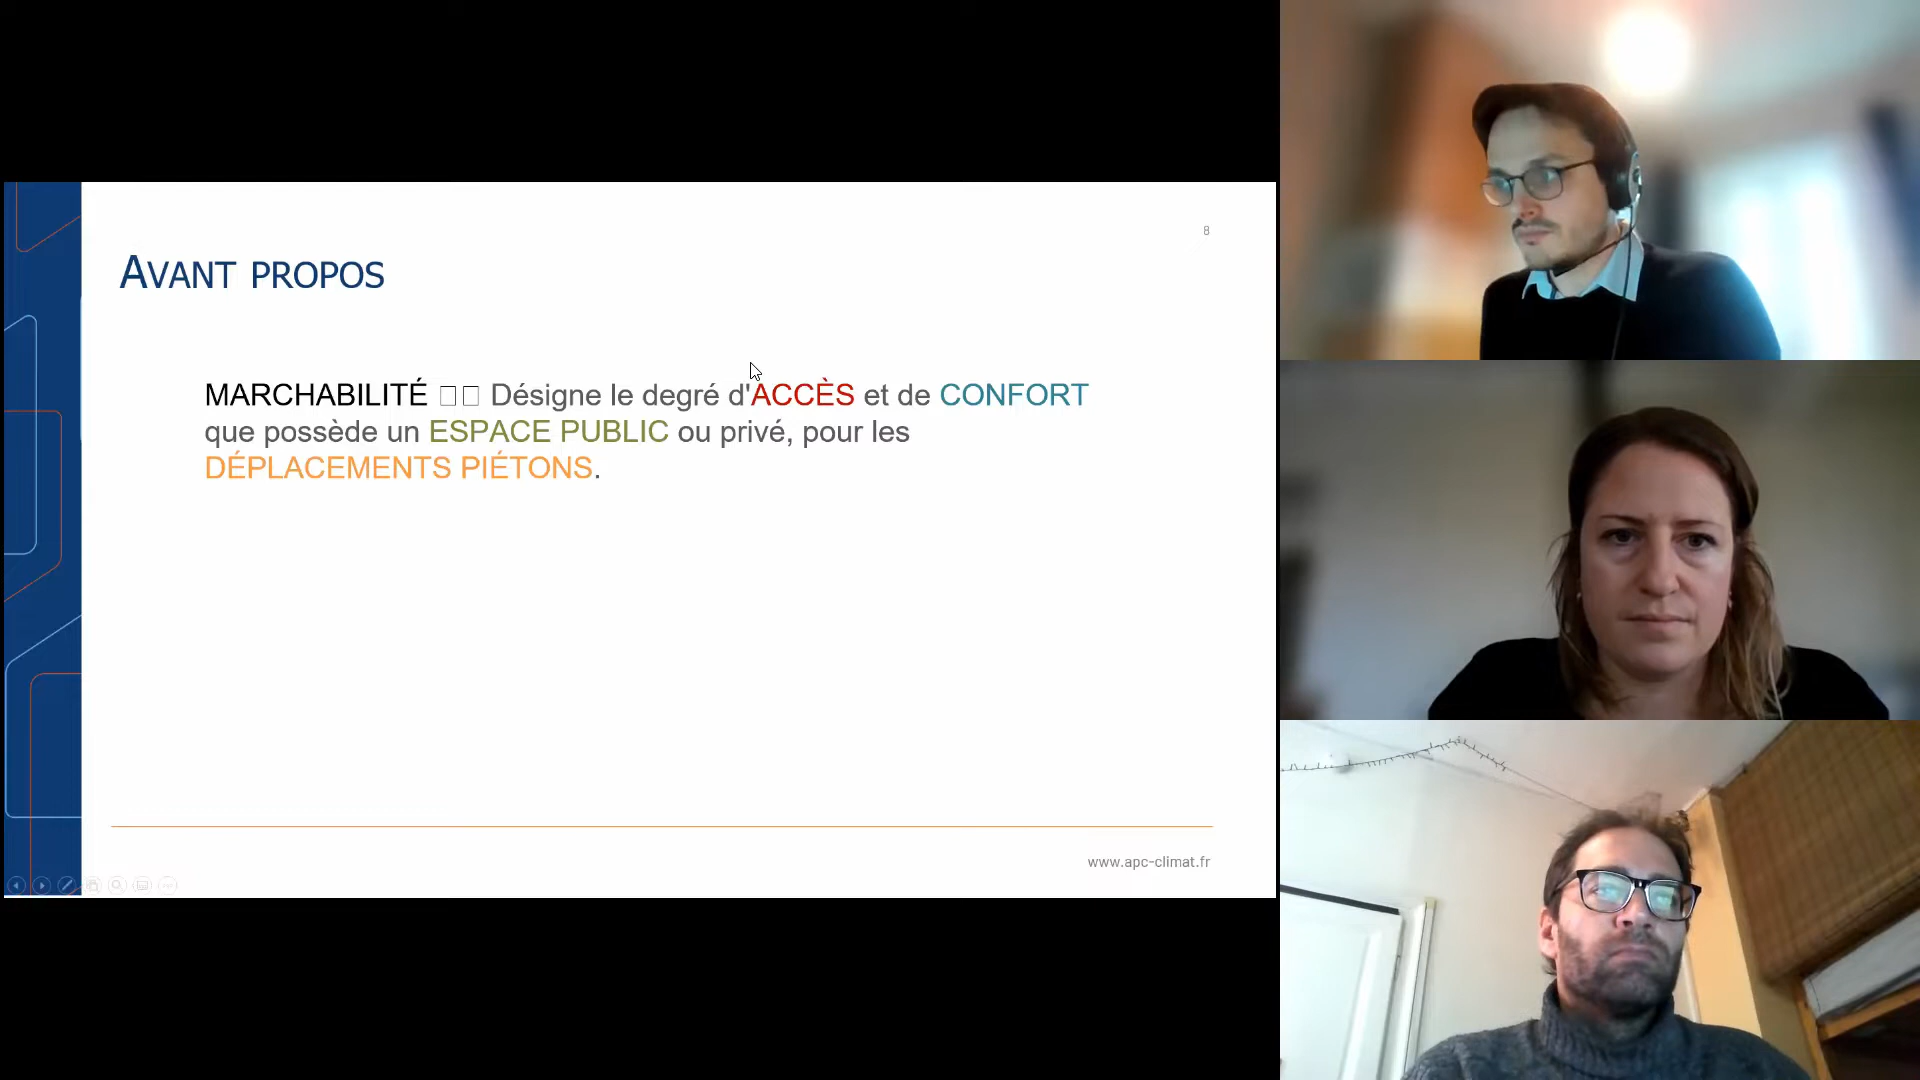 8
AVANT PROPOS
MARCHABILITÉ □□ Désigne le degré d'ACCÈS et de CONFORT
que possède un ESPACE PUBLIC ou privé, pour les
DÉPLACEMENTS PIÉTONS.
www.apc-climat.fr